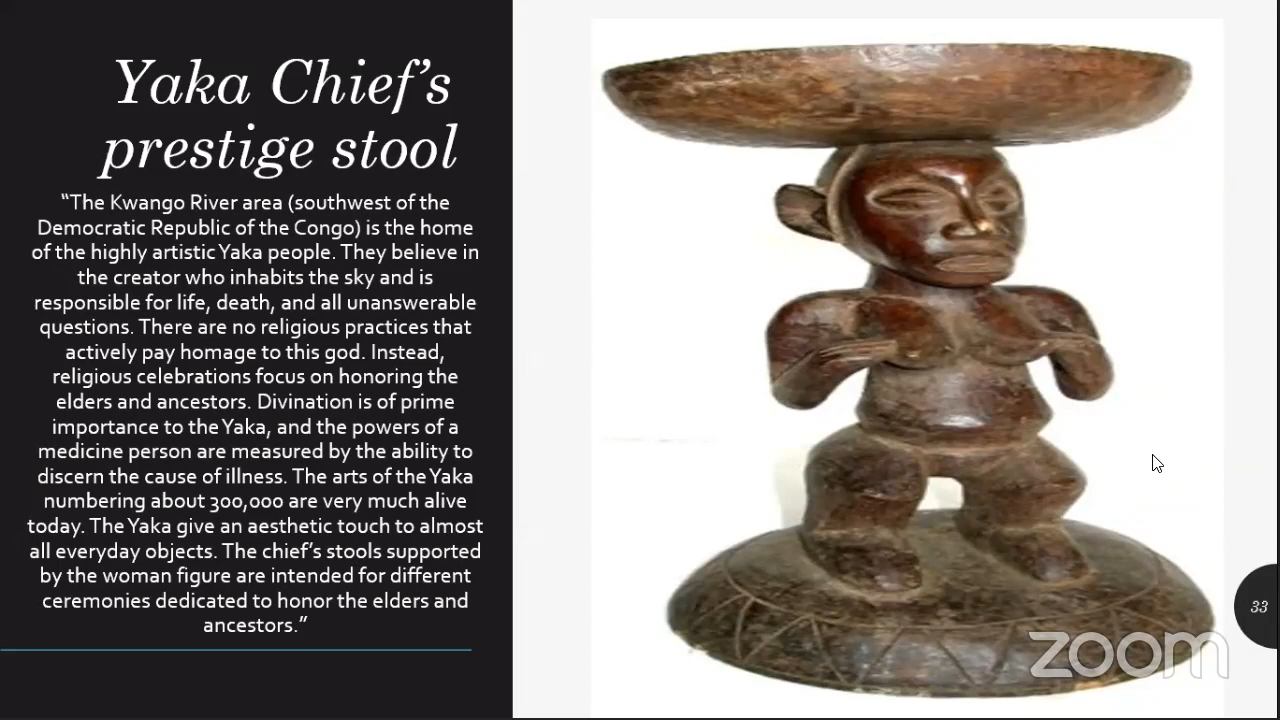 Yaka Chief's
prestige stool
“The Kwango River area (southwest of the
Democratic Republic of the Congo) is the home
of the highly artistic Yaka people. They believe in
the creator who inhabits the sky and is
responsible for life, death, and all unanswerable
questions. There are no religious practices that
actively pay homage to this god. Instead,
religious celebrations focus on honoring the
elders and ancestors. Divination is of prime
importance to the Yaka, and the powers of a
medicine person are measured by the ability to
discern the cause of illness. The arts of the Yaka
numbering about 300,000 are very much alive
today. The Yaka give an aesthetic touch to almost
all everyday objects. The chief’s stools supported
by the woman figure are intended for different
ceremonies dedicated to honor the elders and
ancestors.”
33
zoom